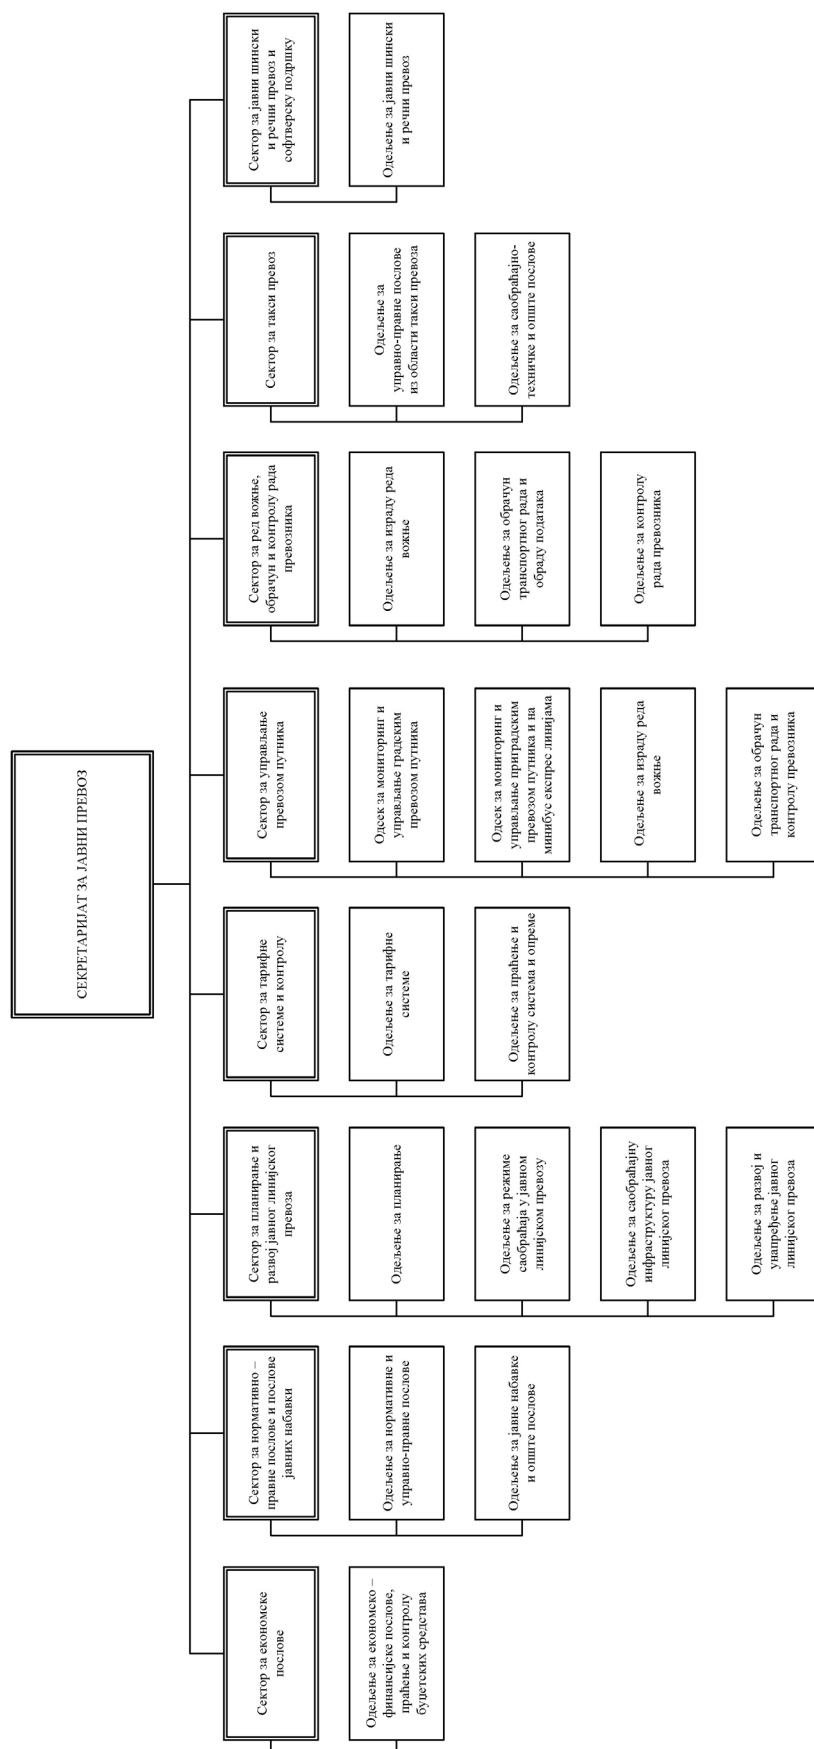 СЕКРЕТАРИЈАТ ЗА ЈАВНИ ПРЕВОЗ
Сектор за економске
послове
Одељење за економско –
финансијске послове,
праћење и контролу
буџетских средстава
Сектор за нормативно –
правне послове и послове
јавних набавки
Одељење за нормативне и
управно-правне послове
Одељење за јавне набавке
и опште послове
Сектор за планирање и
развој јавног линијског
превоза
Одељење за планирање
Одељење за режиме
саобраћаја у јавном
линијском превозу
Одељење за саобраћајну
инфраструктуру јавног
линијског превоза
Одељење за развој и
унапређење јавног
линијског превоза
Сектор за тарифне
системе и контролу
Одељење за тарифне
системе
Одељење за праћење и
контролу система и опреме
Сектор за управљање
превозом путника
Одсек за мониторинг и
управљање градским
превозом путника
Одсек за мониторинг и
управљање приградским
превозом путника и на
минибус експрес линијама
Одељење за израду реда
вожње
Одељење за обрачун
транспортног рада и
контролу превозника
Сектор за ред вожње,
обрачун и контролу рада
превозника
Одељење за израду реда
вожње
Одељење за обрачун
транспортног рада и
обраду података
Одељење за контролу
рада превозника
Сектор за такси превоз
Одељење за
управно-правне послове
из области такси превоза
Одељење за саобраћајно-
техничке и опште послове
Сектор за јавни шински
и речни превоз и
софтверску подршку
Одељење за јавни шински
и речни превоз